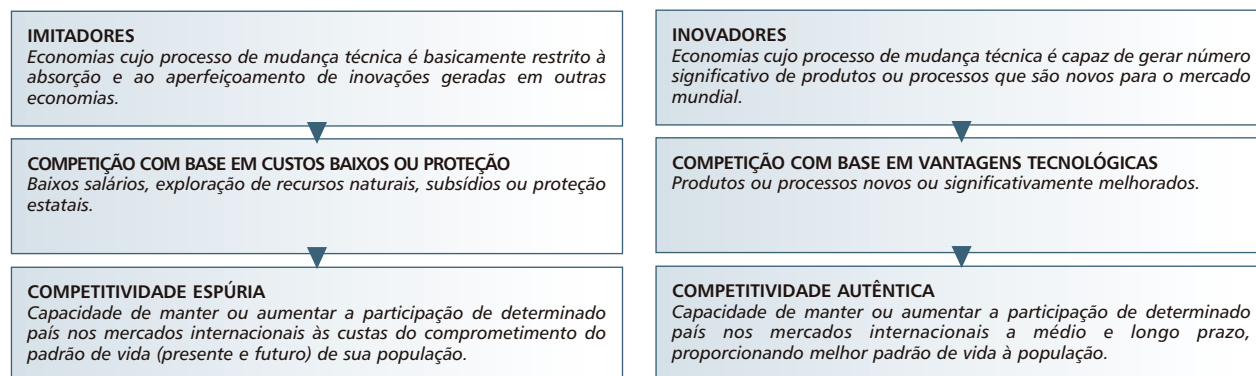 IMITADORES
Economias cujo processo de mudança técnica é basicamente restrito à
absorção e ao aperfeiçoamento de inovações geradas em outras
economias.
COMPETIÇÃO COM BASE EM CUSTOS BAIXOS OU PROTEÇÃO
Baixos salários, exploração de recursos naturais, subsídios ou proteção
estatais.
COMPETITIVIDADE ESPÚRIA
Capacidade de manter ou aumentar a participação de determinado
país nos mercados internacionais às custas do comprometimento do
padrão de vida (presente e futuro) de sua população.
INOVADORES
Economias cujo processo de mudança técnica é capaz de gerar número
significativo de produtos ou processos que são novos para o mercado
mundial.
COMPETIÇÃO COM BASE EM VANTAGENS TECNOLÓGICAS
Produtos ou processos novos ou significativamente melhorados.
COMPETITIVIDADE AUTÊNTICA
Capacidade de manter ou aumentar a participação de determinado
país nos mercados internacionais a médio e longo prazo,
proporcionando melhor padrão de vida à população.